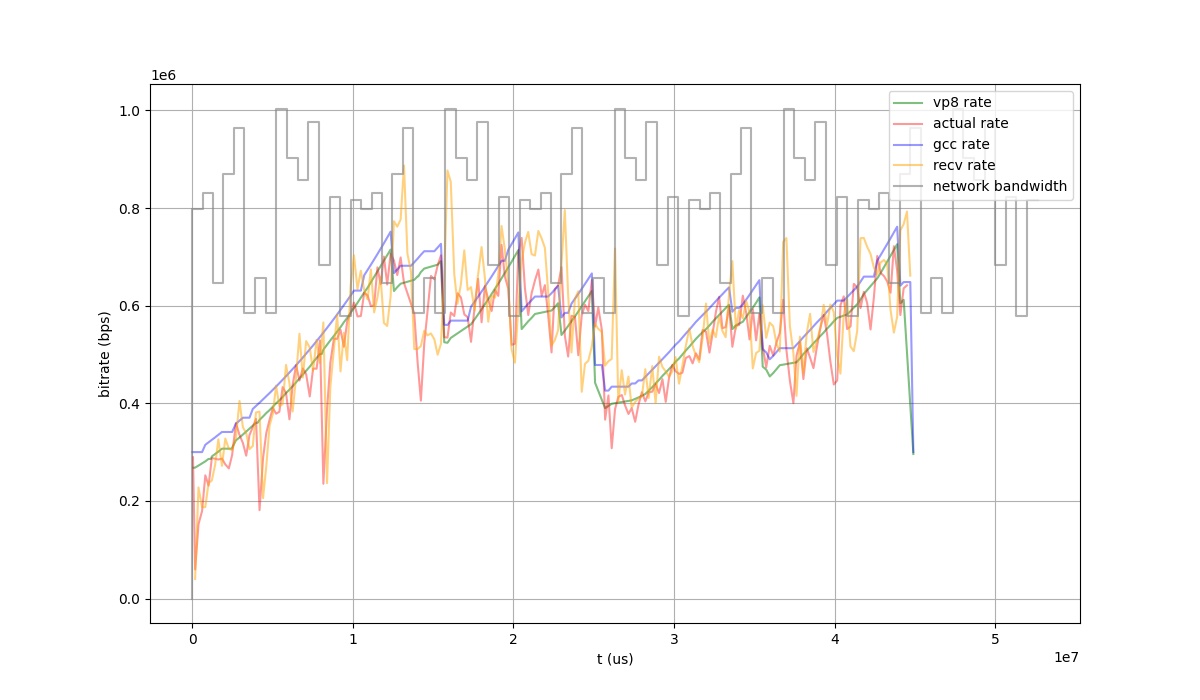 1e6
vp8 rate
actual rate
gcc rate
recv rate
network bandwidth
bitrate (bps)
1.0
0.8
0.6
0.4
0.2
0.0
0 1 2 3 4 5
t (us)
1e7